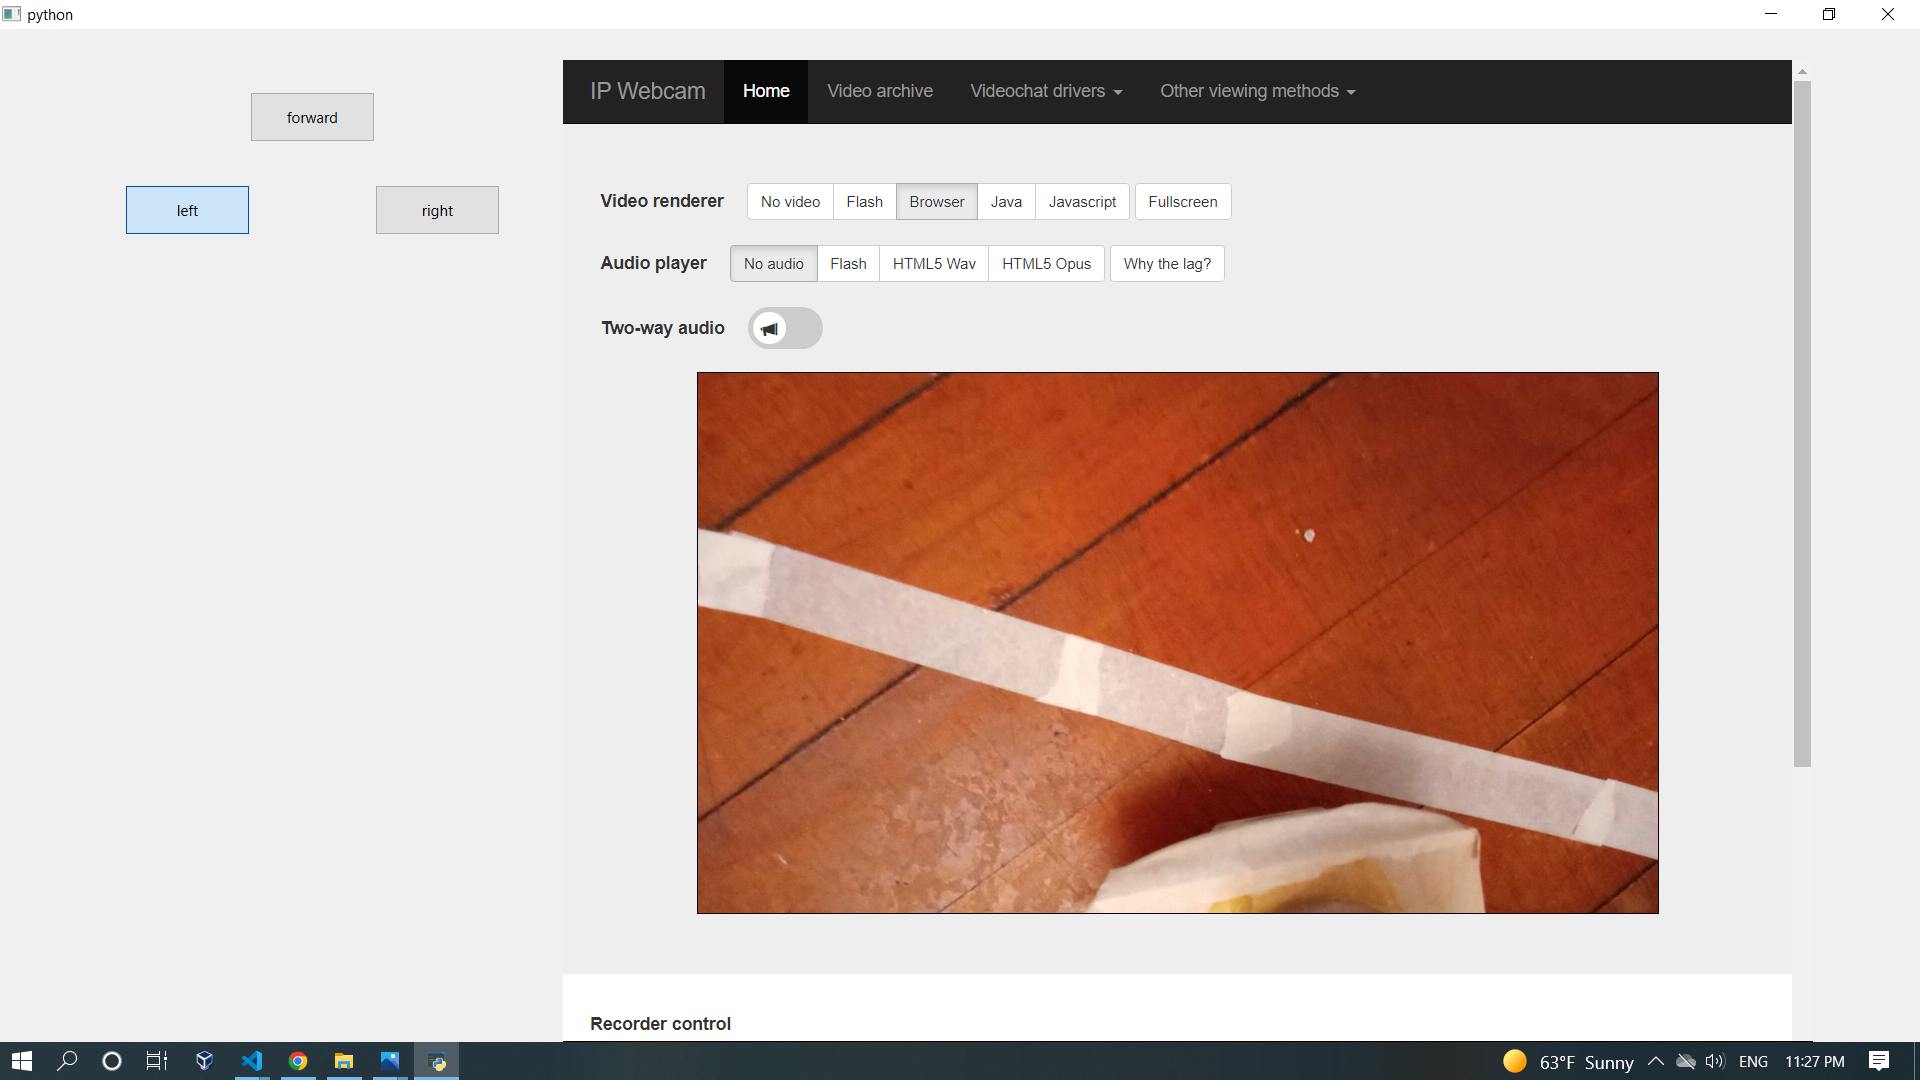 python
forward
left
right
IP Webcam Home Video archive Videochat drivers Other viewing methods
Video renderer No video Flash Browser Java Javascript Fullscreen
Audio player No audio Flash HTML5 Wav HTML5 Opus Why the lag?
Two-way audio
Recorder control
63°F Sunny ENG 11:27 PM